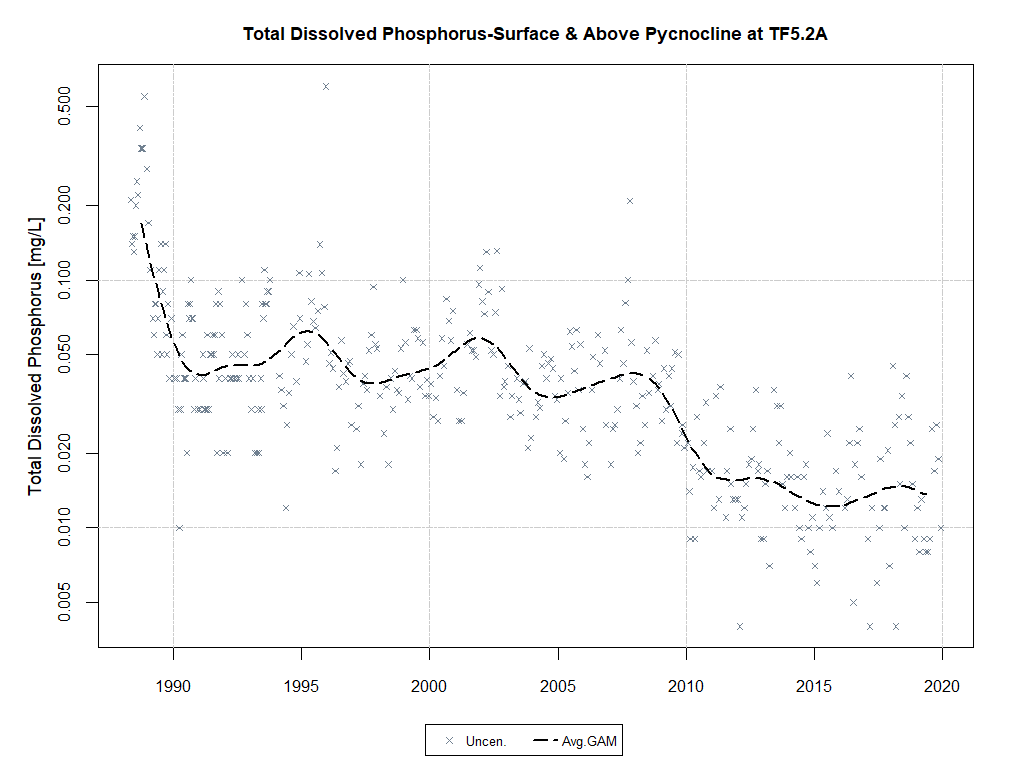 Total Dissolved Phosphorus-Surface & Above Pycnocline at TF5.2A
Total Dissolved Phosphorus [mg/L]
0.500
0.200
0.100
0.050
0.020
0.010
0.005
1990 1995 2000 2005 2010 2015 2020
Uncen. Avg.GAM